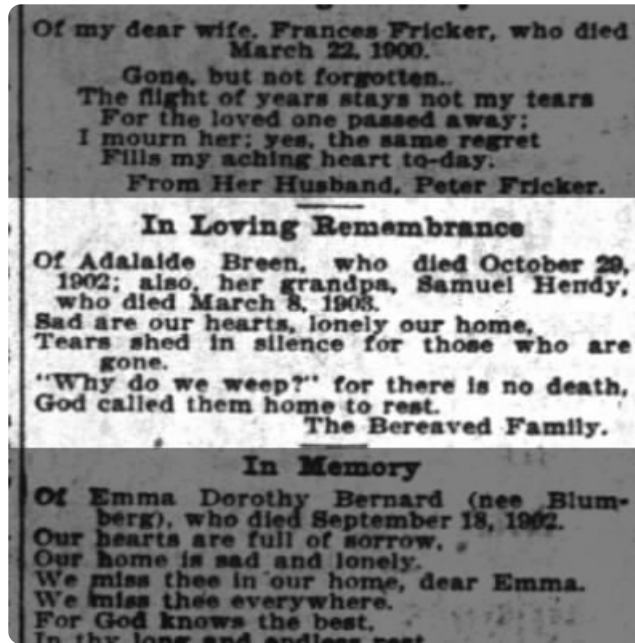 Of my dear wife, Frances Fricker, who died
March 22, 1900.
Gone, but not forgotten.
The flight of years stays not my tears
For the loved one passed away;
I mourn her; yes, the same regret
Fills my aching heart to-day.
From Her Husband, Peter Fricker.
In Loving Remembrance
Of Adalaide Breen, who died October 29,
1902; also, her grandpa, Samuel Hendy,
who died March 8, 1903.
Sad are our hearts, lonely our home,
Tears shed in silence for those who are
gone.
"Why do we weep?" for there is no death,
God called them home to rest.
The Bereaved Family.
In Memory
Of Emma Dorothy Bernard (nee Blum-
berg), who died September 18, 1902.
Our hearts are full of sorrow,
Our home is sad and lonely.
We miss thee in our home, dear Emma.
We miss thee everywhere.
For God knows the best,
In thy long and endless rest